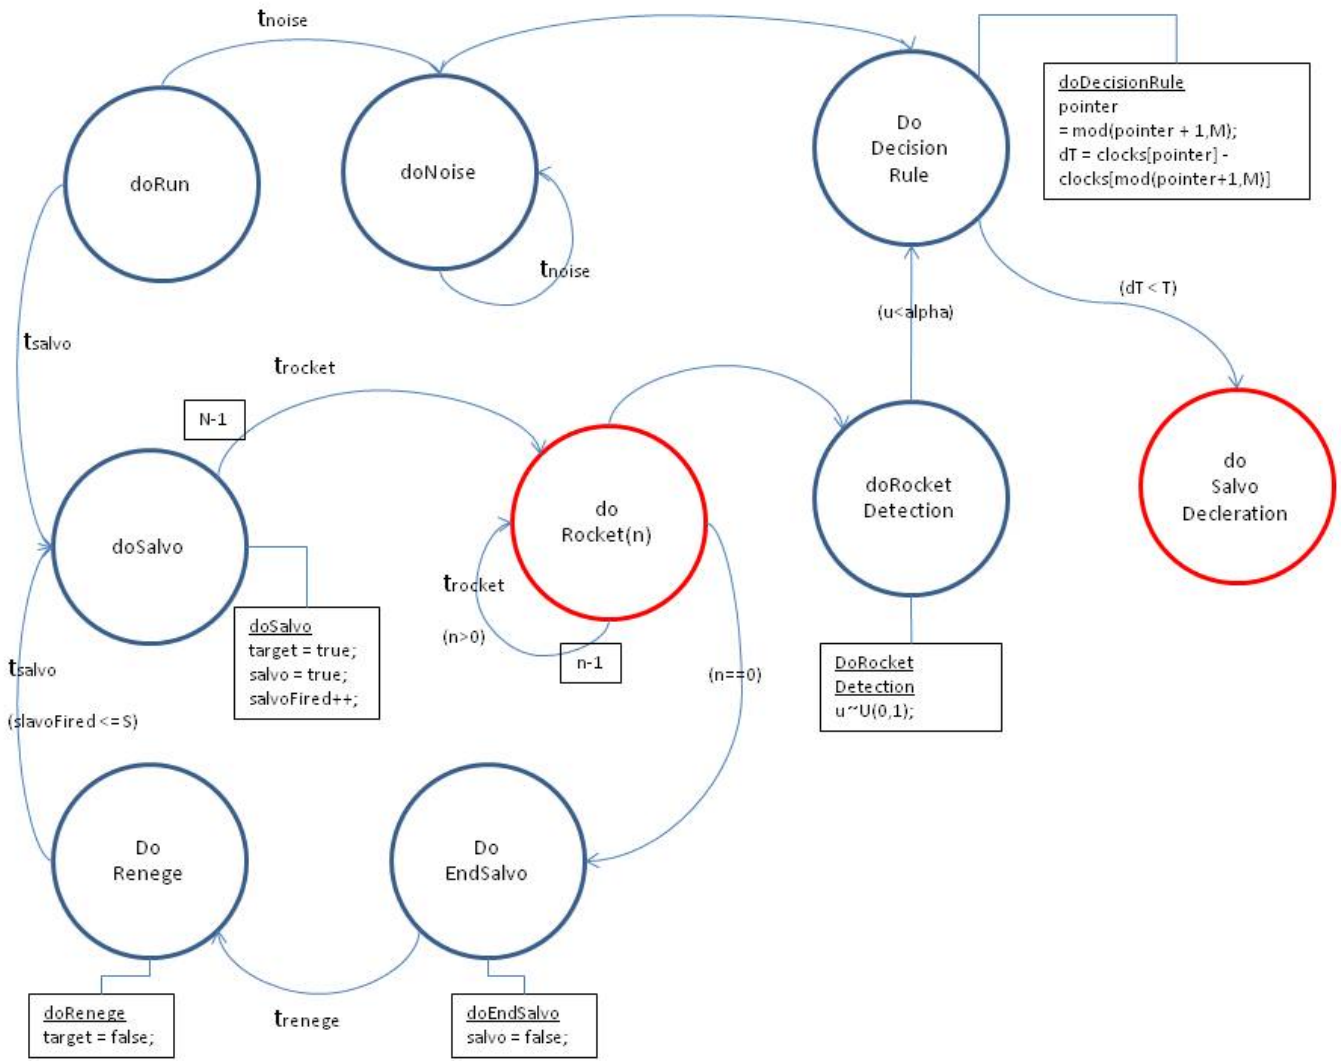 tnoise
doRun
doNoise
tnoise
Do
Decision
Rule
doDecisionRule
pointer
= mod(pointer + 1,M);
dT = clocks[pointer] -
clocks[mod(pointer+1,M)]
(dT < T)
(u<alpha)
tsalvo
trocket
N-1
doSalvo
doSalvo
target = true;
salvo = true;
salvoFired++;
do
Rocket(n)
trocket
(n>0)
n-1
(n==0)
doRocket
Detection
DoRocket
Detection
u~U(0,1);
do
Salvo
Decleration
tsalvo
(slavoFired <=S)
Do
Renege
doRenege
target = false;
trenege
Do
EndSalvo
doEndSalvo
salvo = false;